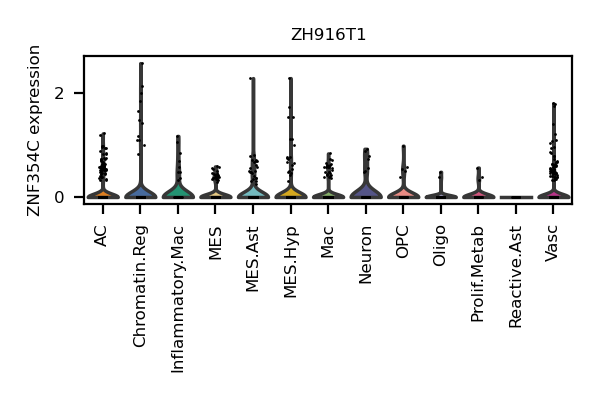 ZH916T1
ZNF354C expression
2
0
AC
Chromatin.Reg
Inflammatory.Mac
MES
MES.Ast
MES.Hyp
Mac
Neuron
OPC
Oligo
Prolif.Metab
Reactive.Ast
Vasc